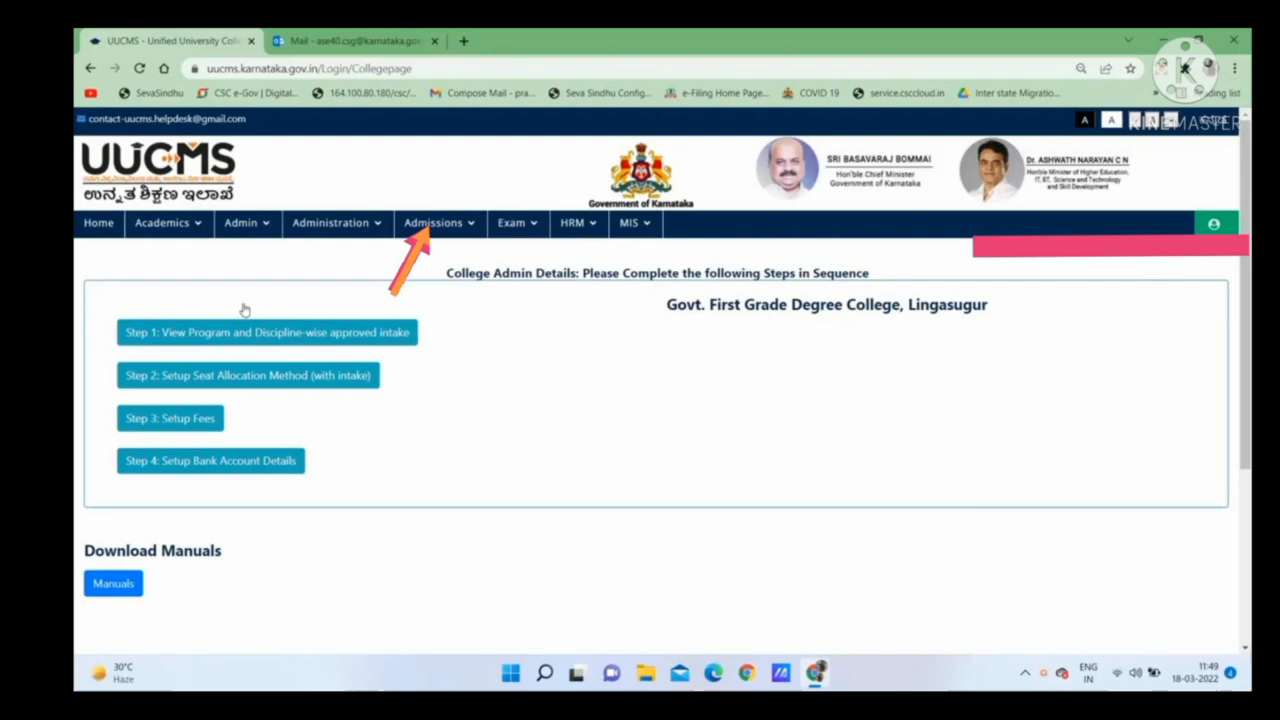 UUCMS - Unified University Coll
Mail - ase40.csg@karnataka.gov
uucms.karnataka.gov.in/Login/Collegepage
SevaSindhu
CSC e-Gov | Digital...
164.100.80.180/csc/...
Compose Mail - pra...
Seva Sindhu Config...
e-Filing Home Page...
COVID 19
service.csccloud.in
Inter state Migratio...
»
ding list
contact-uucms.helpdesk@gmail.com
A
A
KINEMASTER
UUCMS
ಉನ್ನತ ಶಿಕ್ಷಣ ಇಲಾಖೆ
Government of Karnataka
SRI BASAVARAJ BOMMAI
Hon'ble Chief Minister
Government of Karnataka
Dr. ASHWATH NARAYAN C N
Hon'ble Minister of Higher Education,
IT, BT, Science and Technology
and Skill Development
Home
Academics
Admin
Administration
Admissions
Exam
HRM
MIS
College Admin Details: Please Complete the following Steps in Sequence
Govt. First Grade Degree College, Lingasugur
Step 1: View Program and Discipline-wise approved intake
Step 2: Setup Seat Allocation Method (with intake)
Step 3: Setup Fees
Step 4: Setup Bank Account Details
Download Manuals
Manuals
30°C
Haze
ENG
IN
11:49
18-03-2022
4